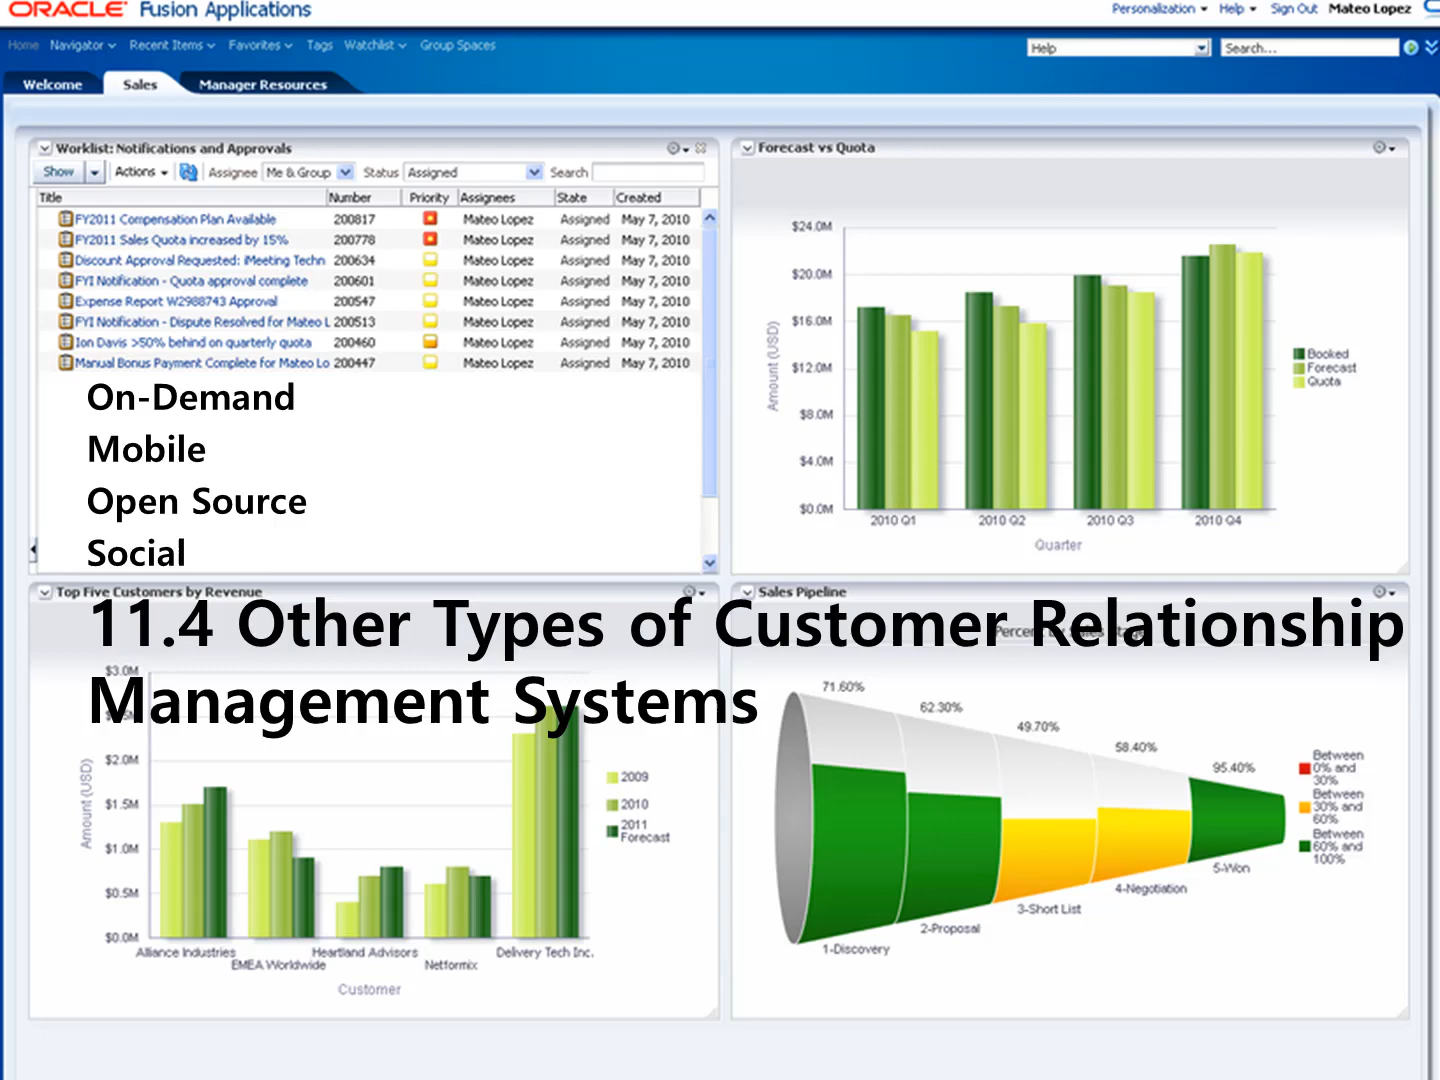 ORACLE Fusion Applications
Personalization Help Sign Out Mateo Lopez
Home Navigator Recent Items Favorites Tags Watchlist Group Spaces
Help Search...
Welcome Sales Manager Resources
Worklist: Notifications and Approvals
Show Actions Assignee Me & Group Status Assigned Search
Title Number Priority Assignees State Created
FY2011 Compensation Plan Available 200817 Mateo Lopez Assigned May 7, 2010
FY2011 Sales Quota increased by 15% 200778 Mateo Lopez Assigned May 7, 2010
Discount Approval Requested: iMeeting Techn 200634 Mateo Lopez Assigned May 7, 2010
FYI Notification - Quota approval complete 200601 Mateo Lopez Assigned May 7, 2010
Expense Report W2988743 Approval 200547 Mateo Lopez Assigned May 7, 2010
FYI Notification - Dispute Resolved for Mateo L 200513 Mateo Lopez Assigned May 7, 2010
Ion Davis >50% behind on quarterly quota 200460 Mateo Lopez Assigned May 7, 2010
Manual Bonus Payment Complete for Mateo Lo 200447 Mateo Lopez Assigned May 7, 2010
On-Demand
Mobile
Open Source
Social
Forecast vs Quota
$24.0M
$20.0M
$16.0M
$12.0M
$8.0M
$4.0M
$0.0M
Amount (USD)
2010 Q1 2010 Q2 2010 Q3 2010 Q4
Quarter
Booked
Forecast
Quota
Top Five Customers by Revenue
11.4 Other Types of Customer Relationship
Management Systems
$3.0M
$2.0M
$1.5M
$1.0M
$0.5M
$0.0M
Amount (USD)
Alliance Industries
EMEA Worldwide
Heartland Advisors
Netformix
Delivery Tech Inc.
Customer
2009
2010
2011
Forecast
Sales Pipeline
Percent by Sales Stage
71.60%
62.30%
49.70%
58.40%
95.40%
1-Discovery
2-Proposal
3-Short List
4-Negotiation
5-Won
Between
0% and
30%
Between
30% and
60%
Between
60% and
100%